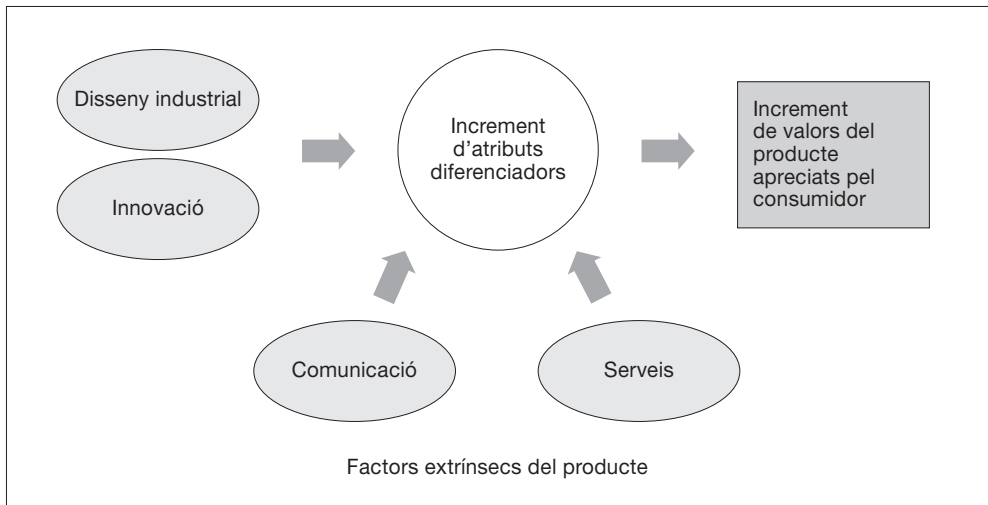 Disseny industrial
Innovació
Increment
d’atributs
diferenciadors
Increment
de valors del
producte
apreciats pel
consumidor
Comunicació
Serveis
Factors extrínsecs del producte